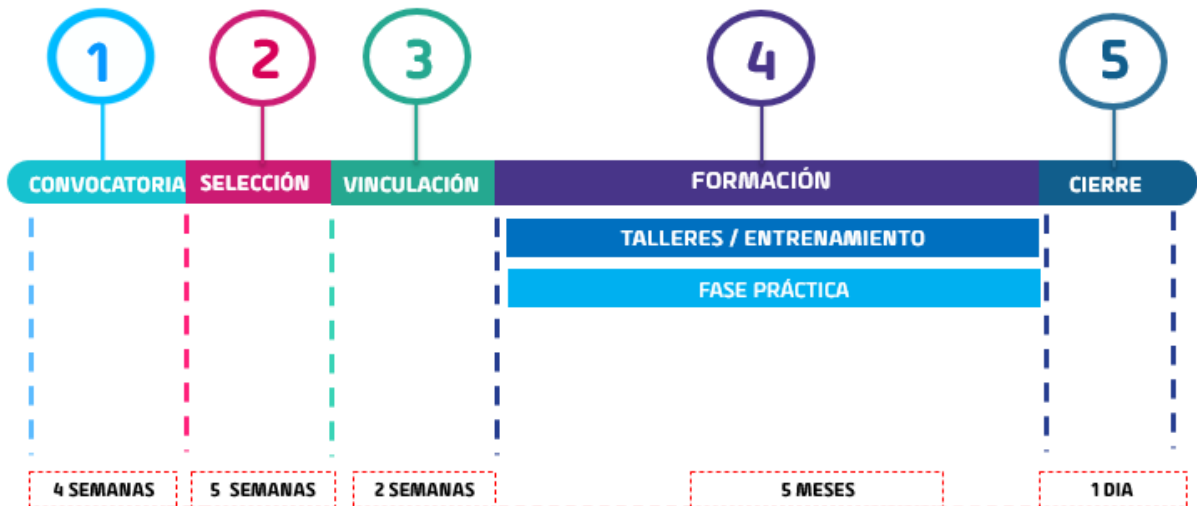 1
2
3
4
5
CONVOCATORIA
SELECCIÓN
VINCULACIÓN
FORMACIÓN
CIERRE
TALLERES / ENTRENAMIENTO
FASE PRÁCTICA
4 SEMANAS
5 SEMANAS
2 SEMANAS
5 MESES
1 DIA